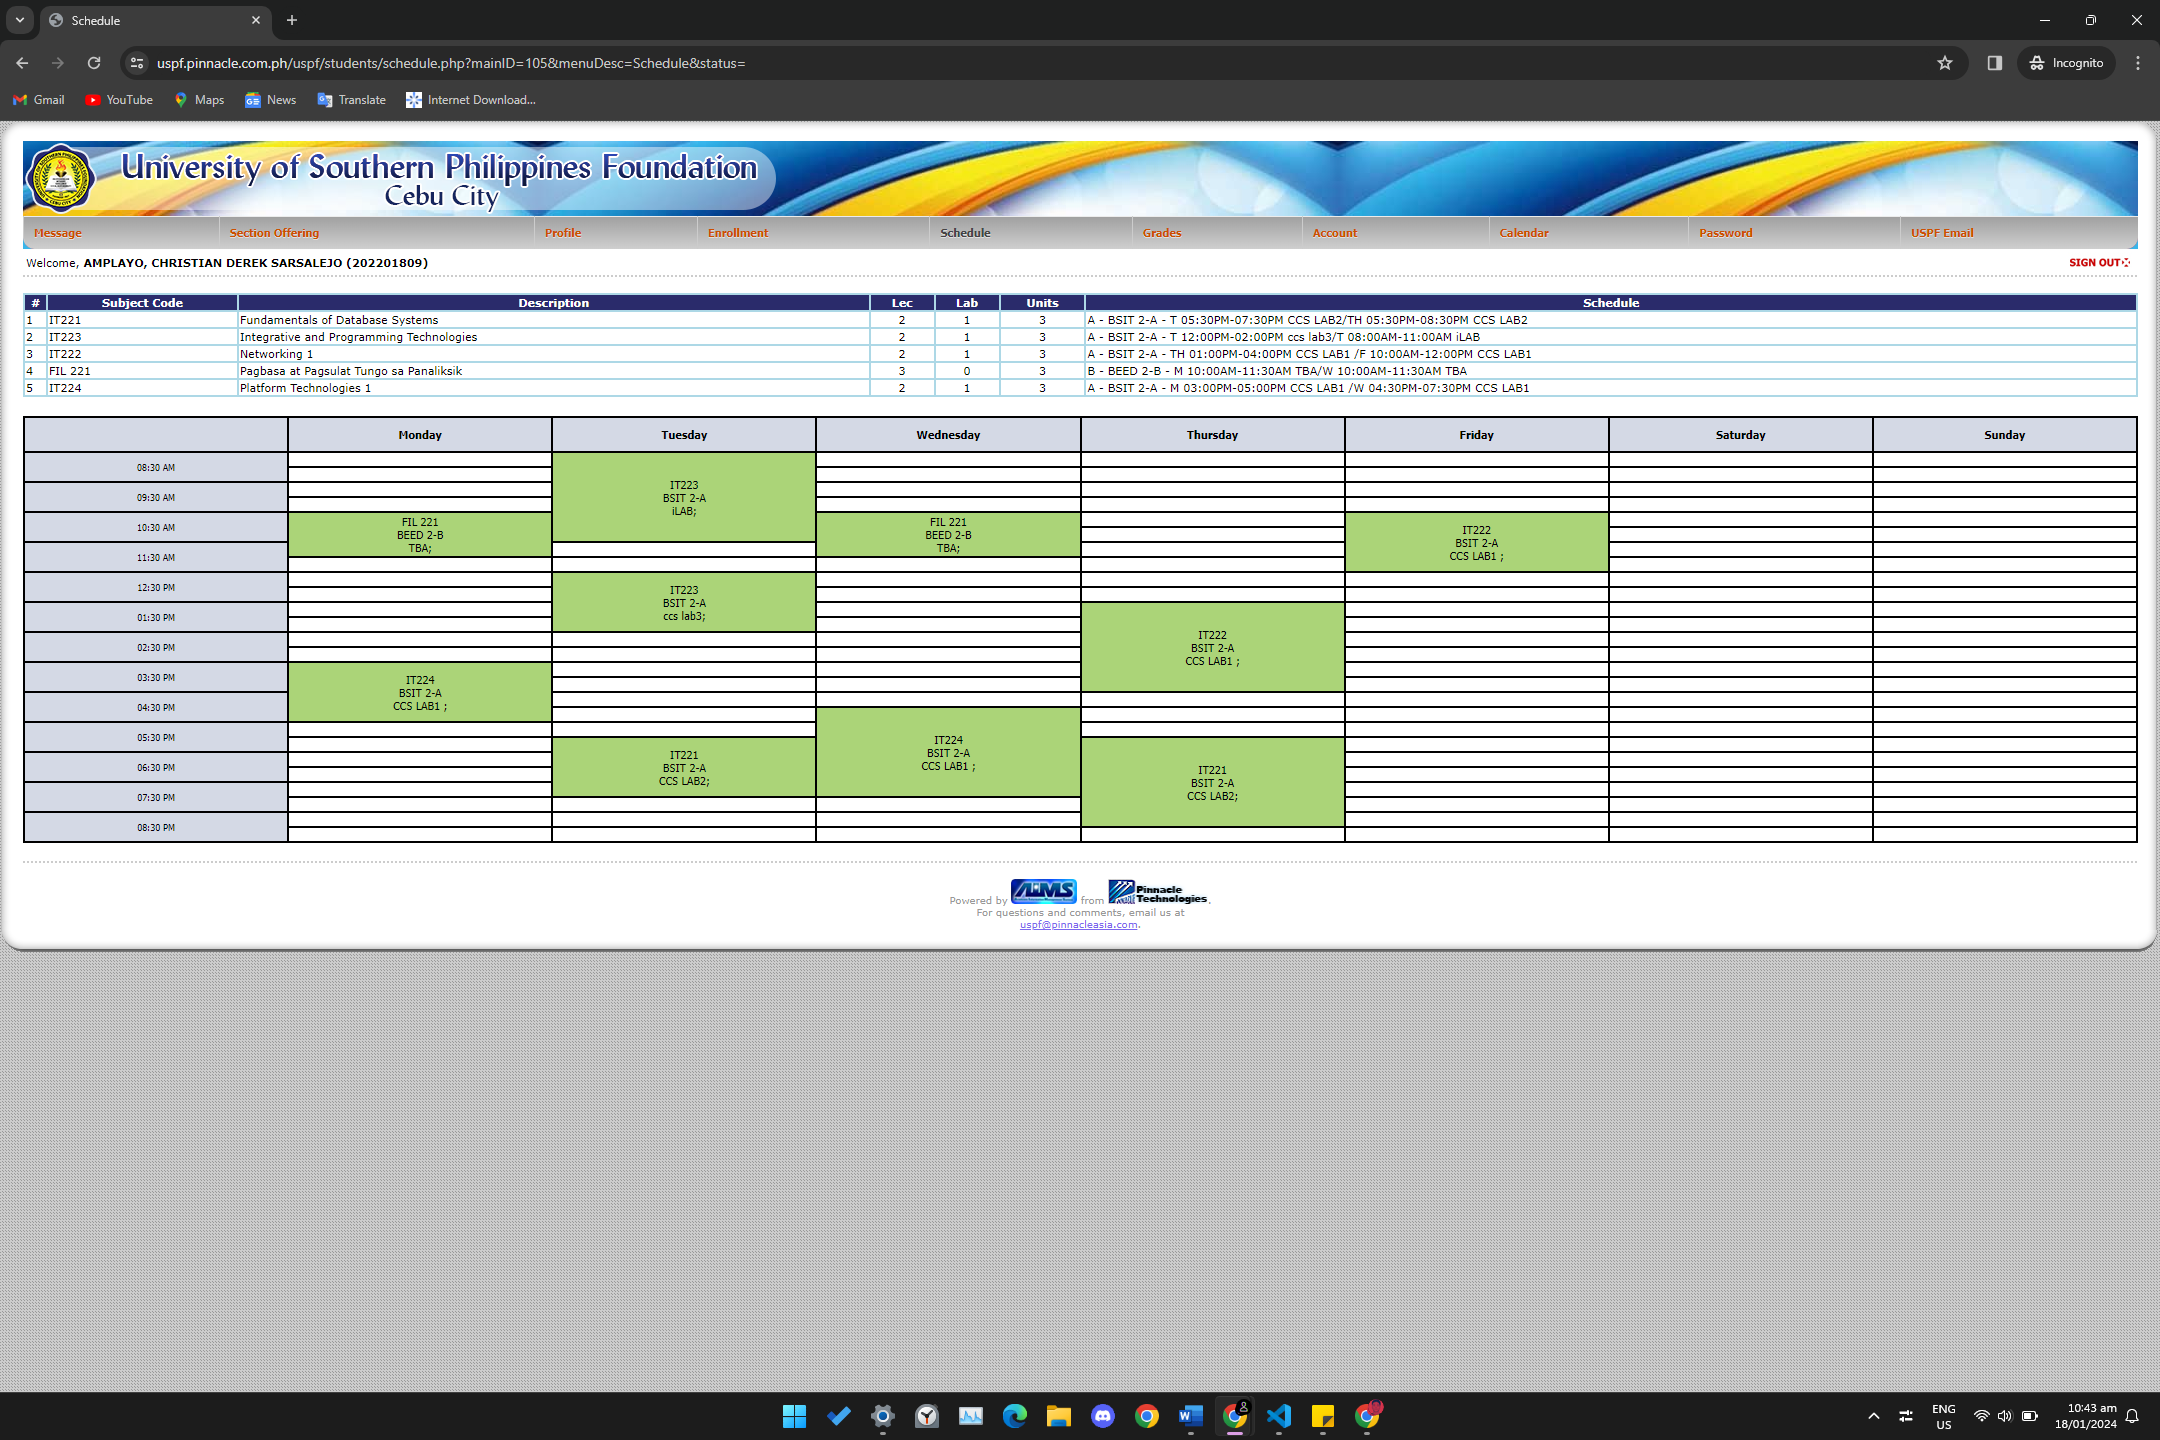 Schedule
uspf.pinnacle.com.ph/uspf/students/schedule.php?mainID=105&menuDesc=Schedule&status=
Incognito
Gmail YouTube Maps News Translate Internet Download...
University of Southern Philippines Foundation
Cebu City
Message Section Offering Profile Enrollment Schedule Grades Account Calendar Password USPF Email
Welcome, AMPLAYO, CHRISTIAN DEREK SARSALEJO (202201809) SIGN OUT
# Subject Code Description Lec Lab Units Schedule
1 IT221 Fundamentals of Database Systems 2 1 3 A - BSIT 2-A - T 05:30PM-07:30PM CCS LAB2/TH 05:30PM-08:30PM CCS LAB2
2 IT223 Integrative and Programming Technologies 2 1 3 A - BSIT 2-A - T 12:00PM-02:00PM ccs lab3/T 08:00AM-11:00AM iLAB
3 IT222 Networking 1 2 1 3 A - BSIT 2-A - TH 01:00PM-04:00PM CCS LAB1 /F 10:00AM-12:00PM CCS LAB1
4 FIL 221 Pagbasa at Pagsulat Tungo sa Panaliksik 3 0 3 B - BEED 2-B - M 10:00AM-11:30AM TBA/W 10:00AM-11:30AM TBA
5 IT224 Platform Technologies 1 2 1 3 A - BSIT 2-A - M 03:00PM-05:00PM CCS LAB1 /W 04:30PM-07:30PM CCS LAB1
Monday Tuesday Wednesday Thursday Friday Saturday Sunday
08:30 AM
IT223
BSIT 2-A
iLAB;
09:30 AM
10:30 AM
FIL 221
BEED 2-B
TBA;
FIL 221
BEED 2-B
TBA;
IT222
BSIT 2-A
CCS LAB1 ;
11:30 AM
12:30 PM
IT223
BSIT 2-A
ccs lab3;
01:30 PM
IT222
BSIT 2-A
CCS LAB1 ;
02:30 PM
03:30 PM
IT224
BSIT 2-A
CCS LAB1 ;
04:30 PM
05:30 PM
IT224
BSIT 2-A
CCS LAB1 ;
IT221
BSIT 2-A
CCS LAB2;
IT221
BSIT 2-A
CCS LAB2;
06:30 PM
07:30 PM
08:30 PM
Powered by AIMS from Pinnacle Technologies.
For questions and comments, email us at
uspf@pinnacleasia.com.
ENG
US
10:43 am
18/01/2024